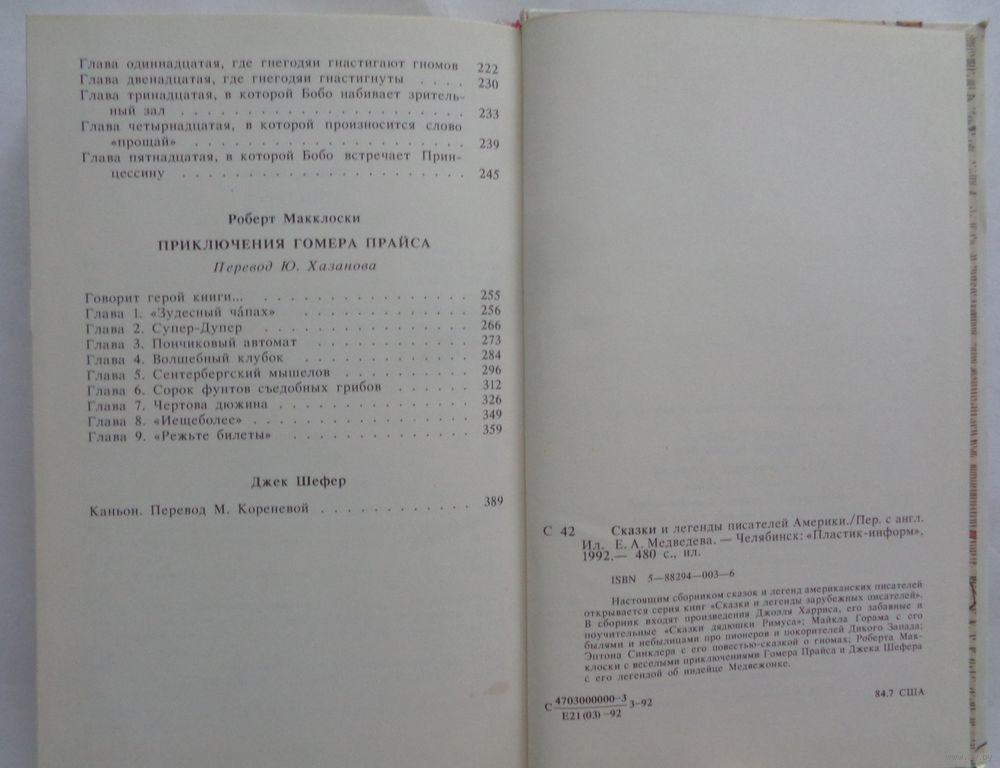 Глава одиннадцатая, где гнегодяи гнастигают гномов 222
Глава двенадцатая, где гнегодяи гнастигнуты . . . . 230
Глава тринадцатая, в которой Бобо набивает зритель-
ный зал . . . . . . . . . . . . . . . . . . . . . 233
Глава четырнадцатая, в которой произносится слово
«прощай» . . . . . . . . . . . . . . . . . . . . 239
Глава пятнадцатая, в которой Бобо встречает Прин-
цессину . . . . . . . . . . . . . . . . . . . . . 245
Роберт Макклоски
ПРИКЛЮЧЕНИЯ ГОМЕРА ПРАЙСА
Перевод Ю. Хазанова
Говорит герой книги... . . . . . . . . . . . . . . . 255
Глава 1. «Зудесный ча́пах» . . . . . . . . . . . . 256
Глава 2. Супер-Дупер . . . . . . . . . . . . . . . 266
Глава 3. Пончиковый автомат . . . . . . . . . . . 273
Глава 4. Волшебный клубок . . . . . . . . . . . . 284
Глава 5. Сентербергский мышелов . . . . . . . . . 296
Глава 6. Сорок фунтов съедобных грибов . . . . . . 312
Глава 7. Чертова дюжина . . . . . . . . . . . . . . 326
Глава 8. «Иещеболее» . . . . . . . . . . . . . . . 349
Глава 9. «Режьте билеты» . . . . . . . . . . . . . 359
Джек Шефер
Каньон. Перевод М. Кореневой . . . . . . . . . . . 389
С 42 Сказки и легенды писателей Америки./Пер. с англ.
Ил. Е. А. Медведева. — Челябинск: «Пластик-информ»,
1992.— 480 с., ил.
ISBN 5—88294—003—6
Настоящим сборником сказок и легенд американских писателей
открывается серия книг «Сказки и легенды зарубежных писателей».
В сборник входят произведения Джоэля Харриса, его забавные и
поучительные «Сказки дядюшки Римуса»; Майкла Горама с его
былями и небылицами про пионеров и покорителей Дикого Запада;
Эптона Синклера с его повестью-сказкой о гномах; Роберта Мак-
клоски с веселыми приключениями Гомера Прайса и Джека Шефера
с его легендой об индейце Медвежонке.
С 4703000000—3 3—92
Е21(03)—92
84.7 США